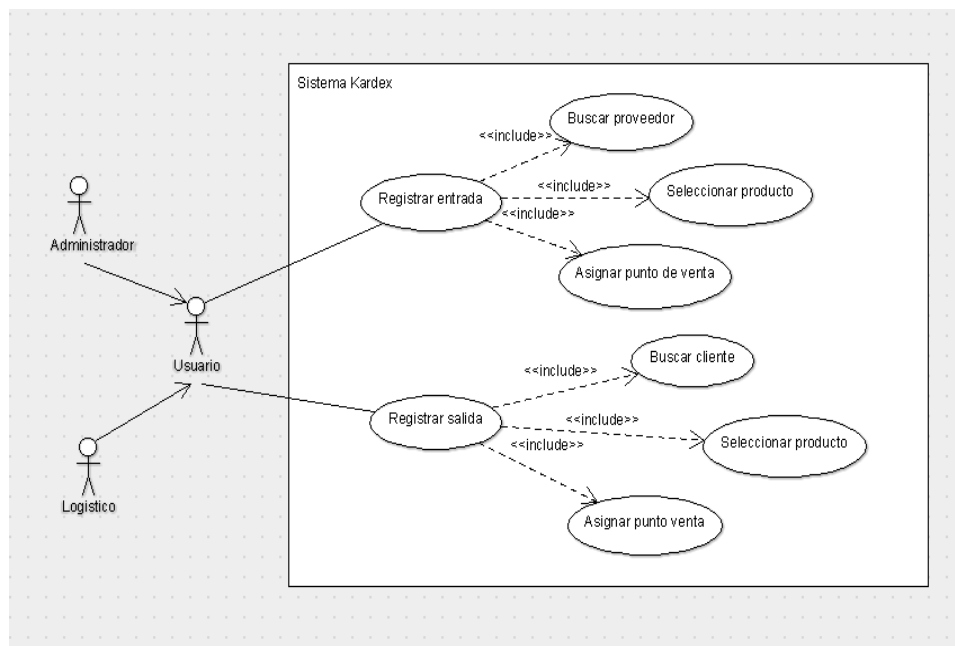 Sistema Kardex
Buscar proveedor
<<include>>
<<include>>
Seleccionar producto
Registrar entrada
<<include>>
Administrador
Asignar punto de venta
Usuario
Buscar cliente
<<include>>
Registrar salida
<<include>>
Seleccionar producto
<<include>>
Logistico
Asignar punto venta